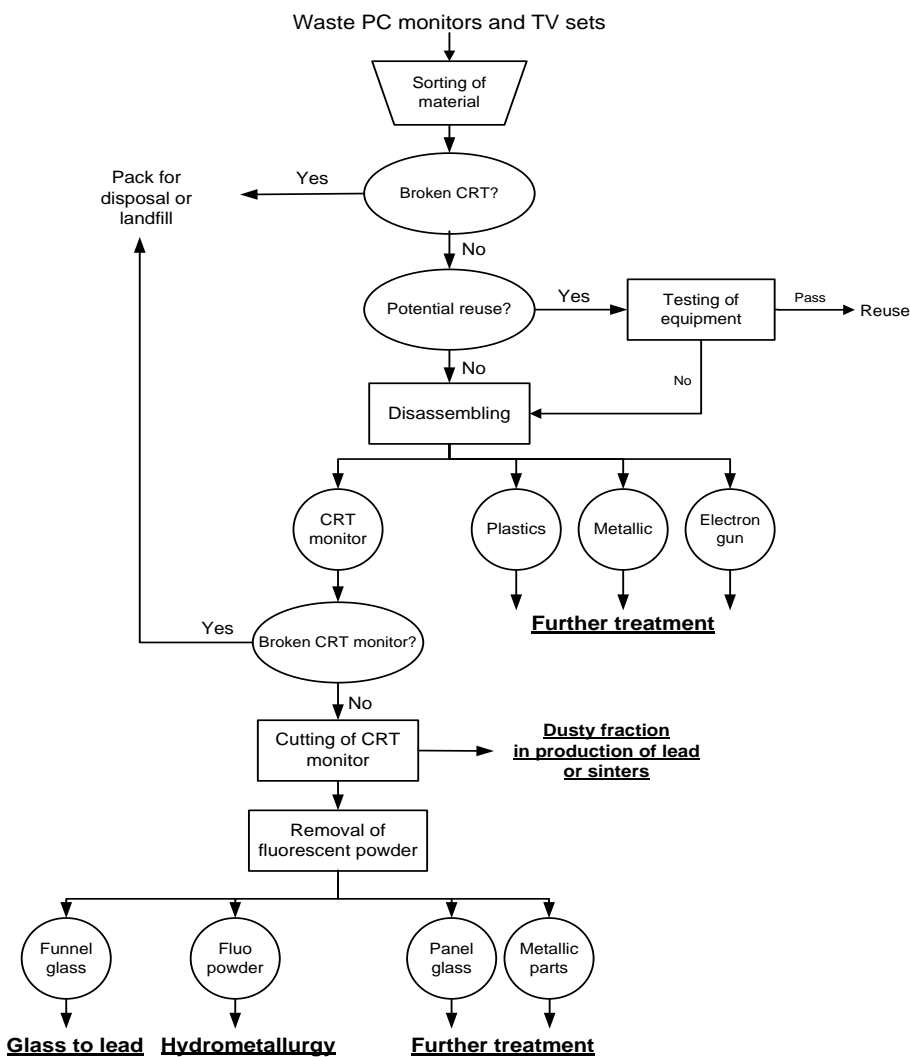 Waste PC monitors and TV sets
Sorting of
material
Broken CRT?
Yes
Pack for
disposal or
landfill
No
Potential reuse?
Yes
Testing of
equipment
Pass
Reuse
No
No
Disassembling
CRT
monitor
Plastics
Metallic
Electron
gun
Further treatment
Broken CRT monitor?
Yes
No
Cutting of CRT
monitor
Dusty fraction
in production of lead
or sinters
Removal of
fluorescent powder
Funnel
glass
Fluo
powder
Panel
glass
Metallic
parts
Glass to lead
Hydrometallurgy
Further treatment